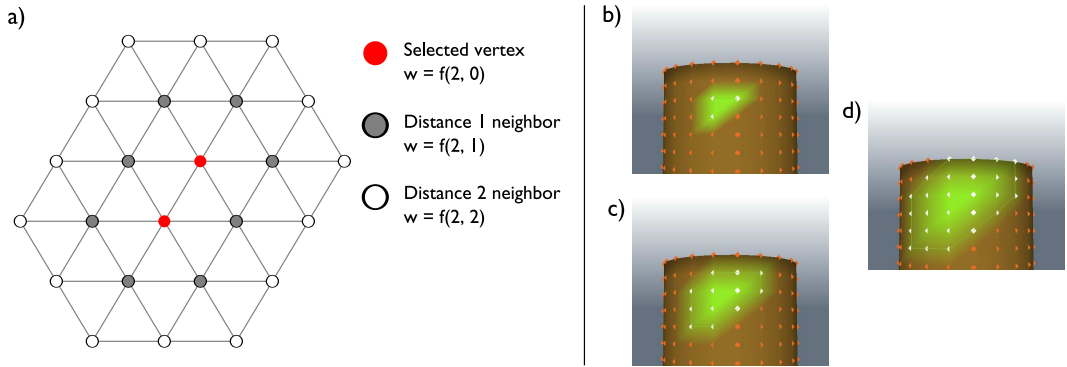 a)
Selected vertex
w = f(2, 0)
Distance 1 neighbor
w = f(2, 1)
Distance 2 neighbor
w = f(2, 2)
b)
c)
d)